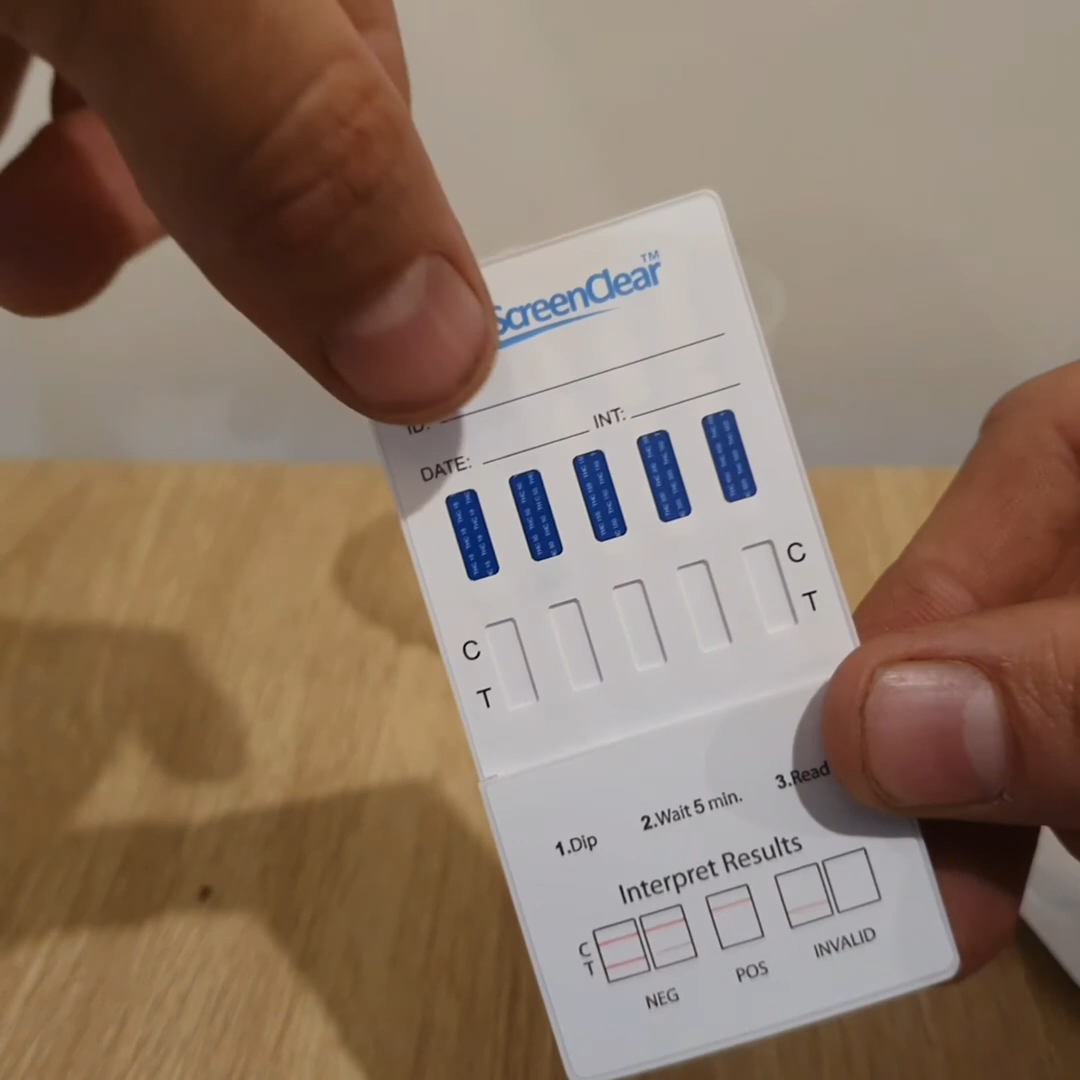 ScreenClear™
ID:
DATE: INT:
C
T
C
T
1.Dip 2.Wait 5 min. 3.Read
Interpret Results
C
T
NEG POS INVALID